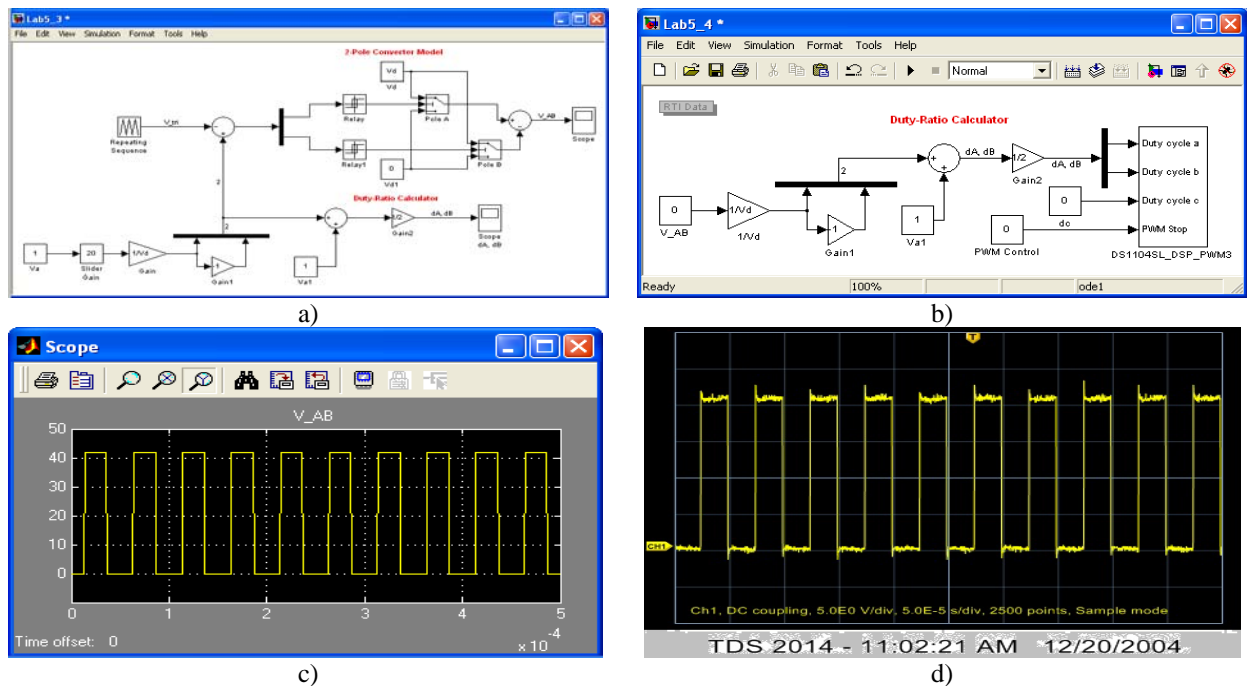 Lab5_3 *
File Edit View Simulation Format Tools Help
2-Pole Converter Model
Vd
Vd
V_tri
Repeating
Sequence
Relay
Pole A
V_AB
Scope
Relay1
0
Vd1
Pole B
2
2
Duty-Ratio Calculator
1/2
Gain2
dA, dB
Scope
dA, dB
1
Va
20
Slider
Gain
1/Vd
Gain
-1
Gain1
1
Va1
a)
Lab5_4 *
File Edit View Simulation Format Tools Help
Normal
RTI Data
Duty-Ratio Calculator
2
dA, dB
1/2
Gain2
dA, dB
Duty cycle a
Duty cycle b
Duty cycle c
PWM Stop
DS1104SL_DSP_PWM3
0
V_AB
1/Vd
1/Vd
-1
Gain1
1
Va1
0
dc
0
PWM Control
Ready 100% ode1
b)
Scope
V_AB
50
40
30
20
10
0
0 1 2 3 4 5
Time offset: 0
x 10-4
c)
T
CH1
Ch1, DC coupling, 5.0E0 V/div, 5.0E-5 s/div, 2500 points, Sample mode
TDS 2014 - 11:02:21 AM 12/20/2004
d)